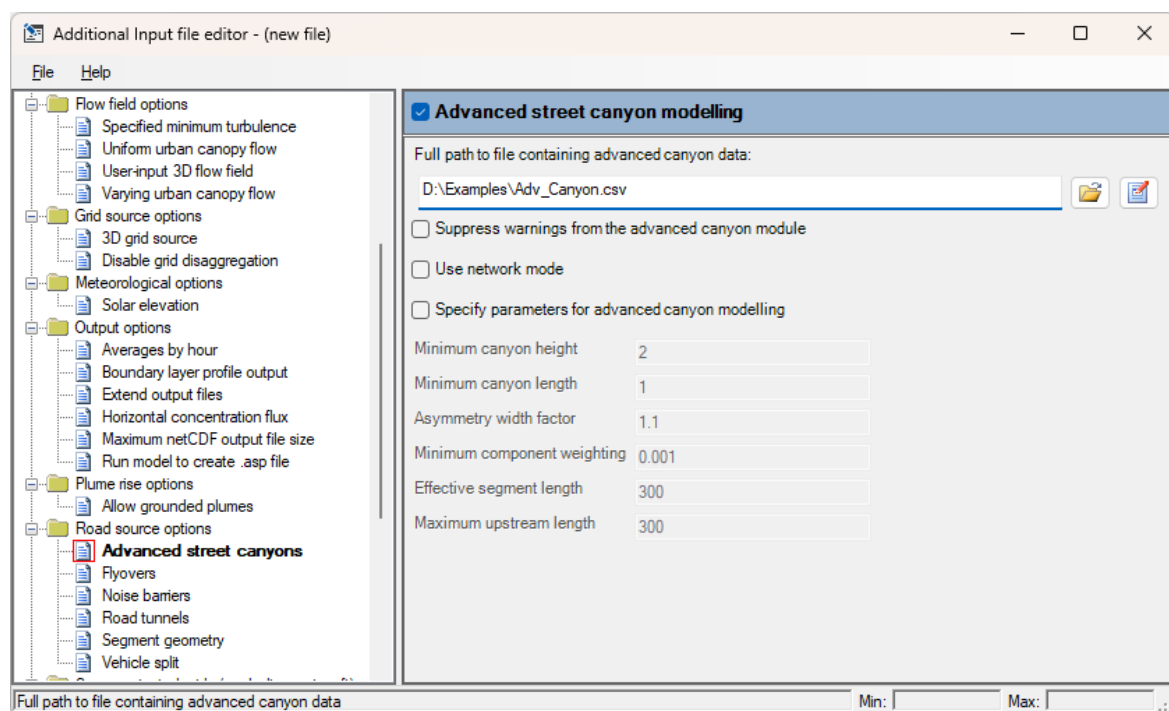 Additional Input file editor - (new file)
File Help
Flow field options
Specified minimum turbulence
Uniform urban canopy flow
User-input 3D flow field
Varying urban canopy flow
Grid source options
3D grid source
Disable grid disaggregation
Meteorological options
Solar elevation
Output options
Averages by hour
Boundary layer profile output
Extend output files
Horizontal concentration flux
Maximum netCDF output file size
Run model to create .asp file
Plume rise options
Allow grounded plumes
Road source options
Advanced street canyons
Flyovers
Noise barriers
Road tunnels
Segment geometry
Vehicle split
Advanced street canyon modelling
Full path to file containing advanced canyon data:
D:\Examples\Adv_Canyon.csv
Suppress warnings from the advanced canyon module
Use network mode
Specify parameters for advanced canyon modelling
Minimum canyon height 2
Minimum canyon length 1
Asymmetry width factor 1.1
Minimum component weighting 0.001
Effective segment length 300
Maximum upstream length 300
Full path to file containing advanced canyon data Min: Max: